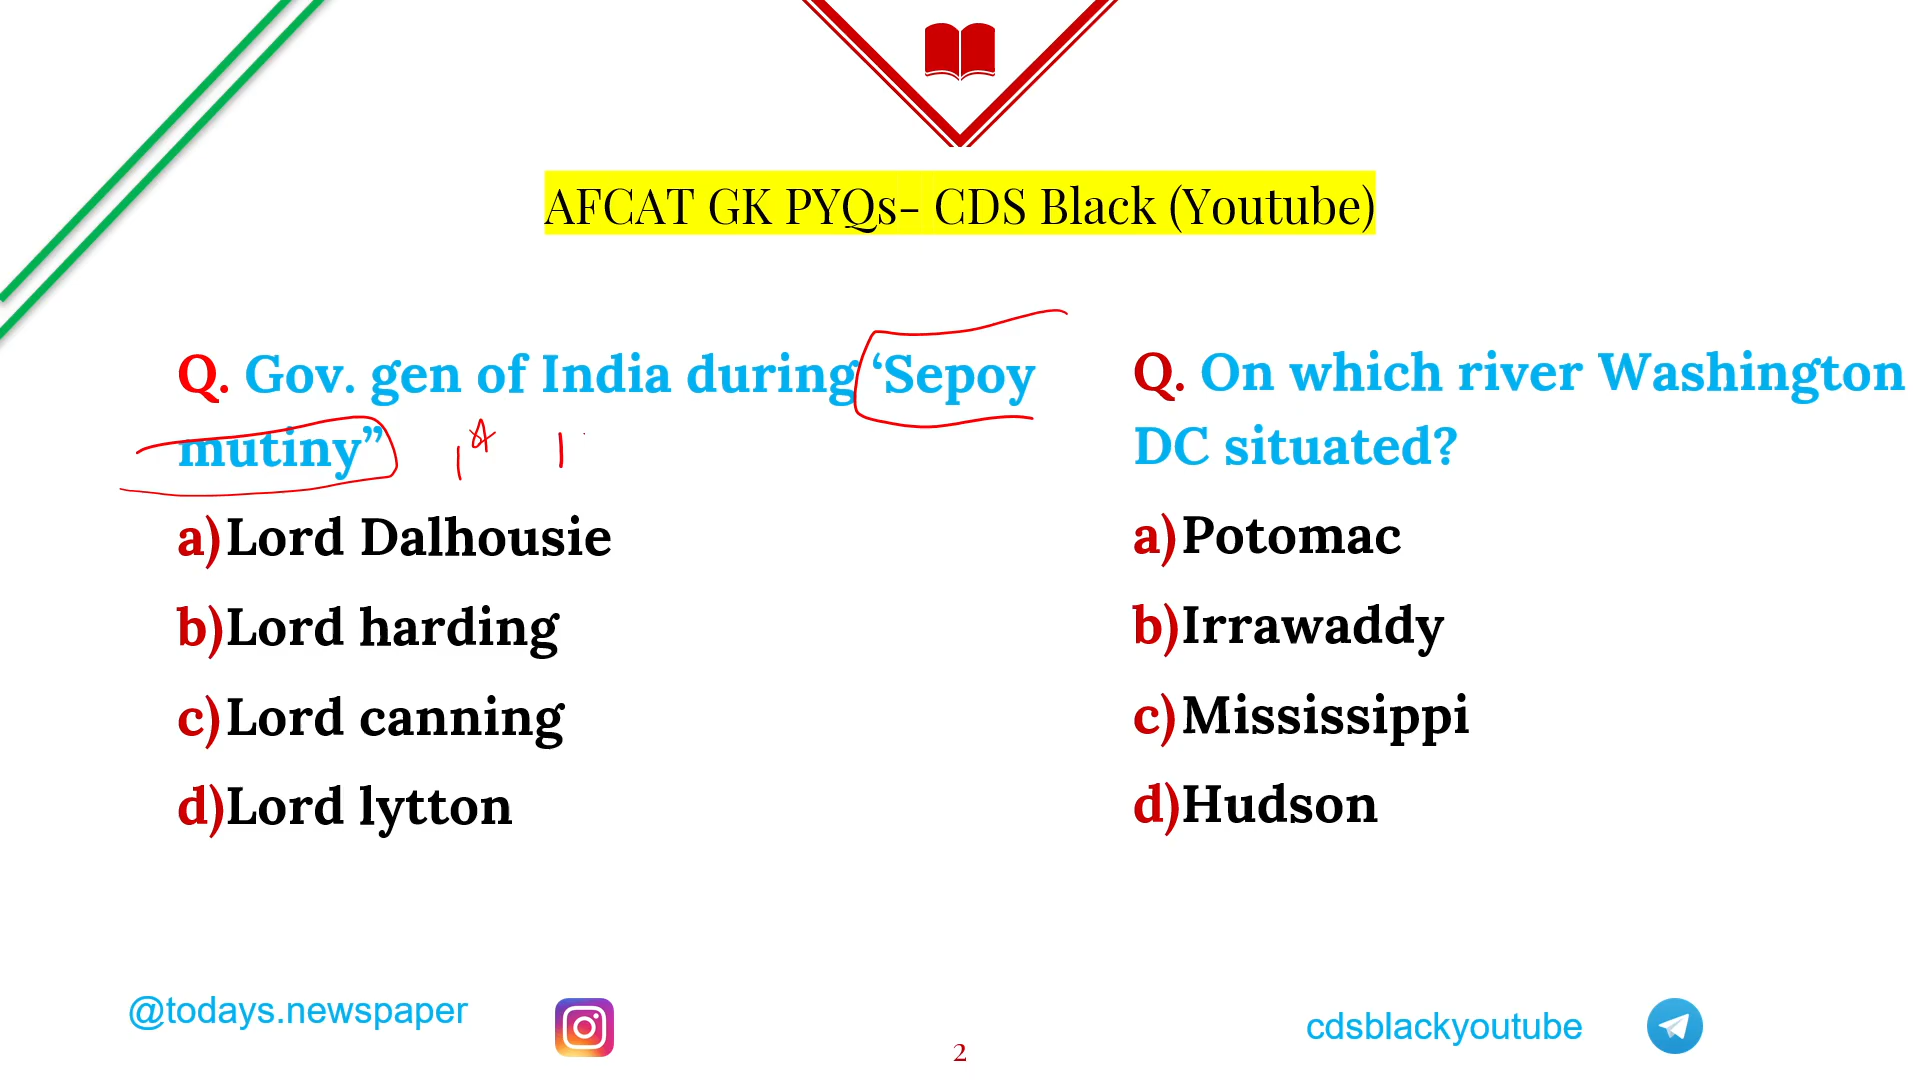 AFCAT GK PYQs- CDS Black (Youtube)
Q. Gov. gen of India during ‘Sepoy
mutiny”
a)Lord Dalhousie
b)Lord harding
c)Lord canning
d)Lord lytton
Q. On which river Washington
DC situated?
a)Potomac
b)Irrawaddy
c)Mississippi
d)Hudson
@todays.newspaper
2
cdsblackyoutube